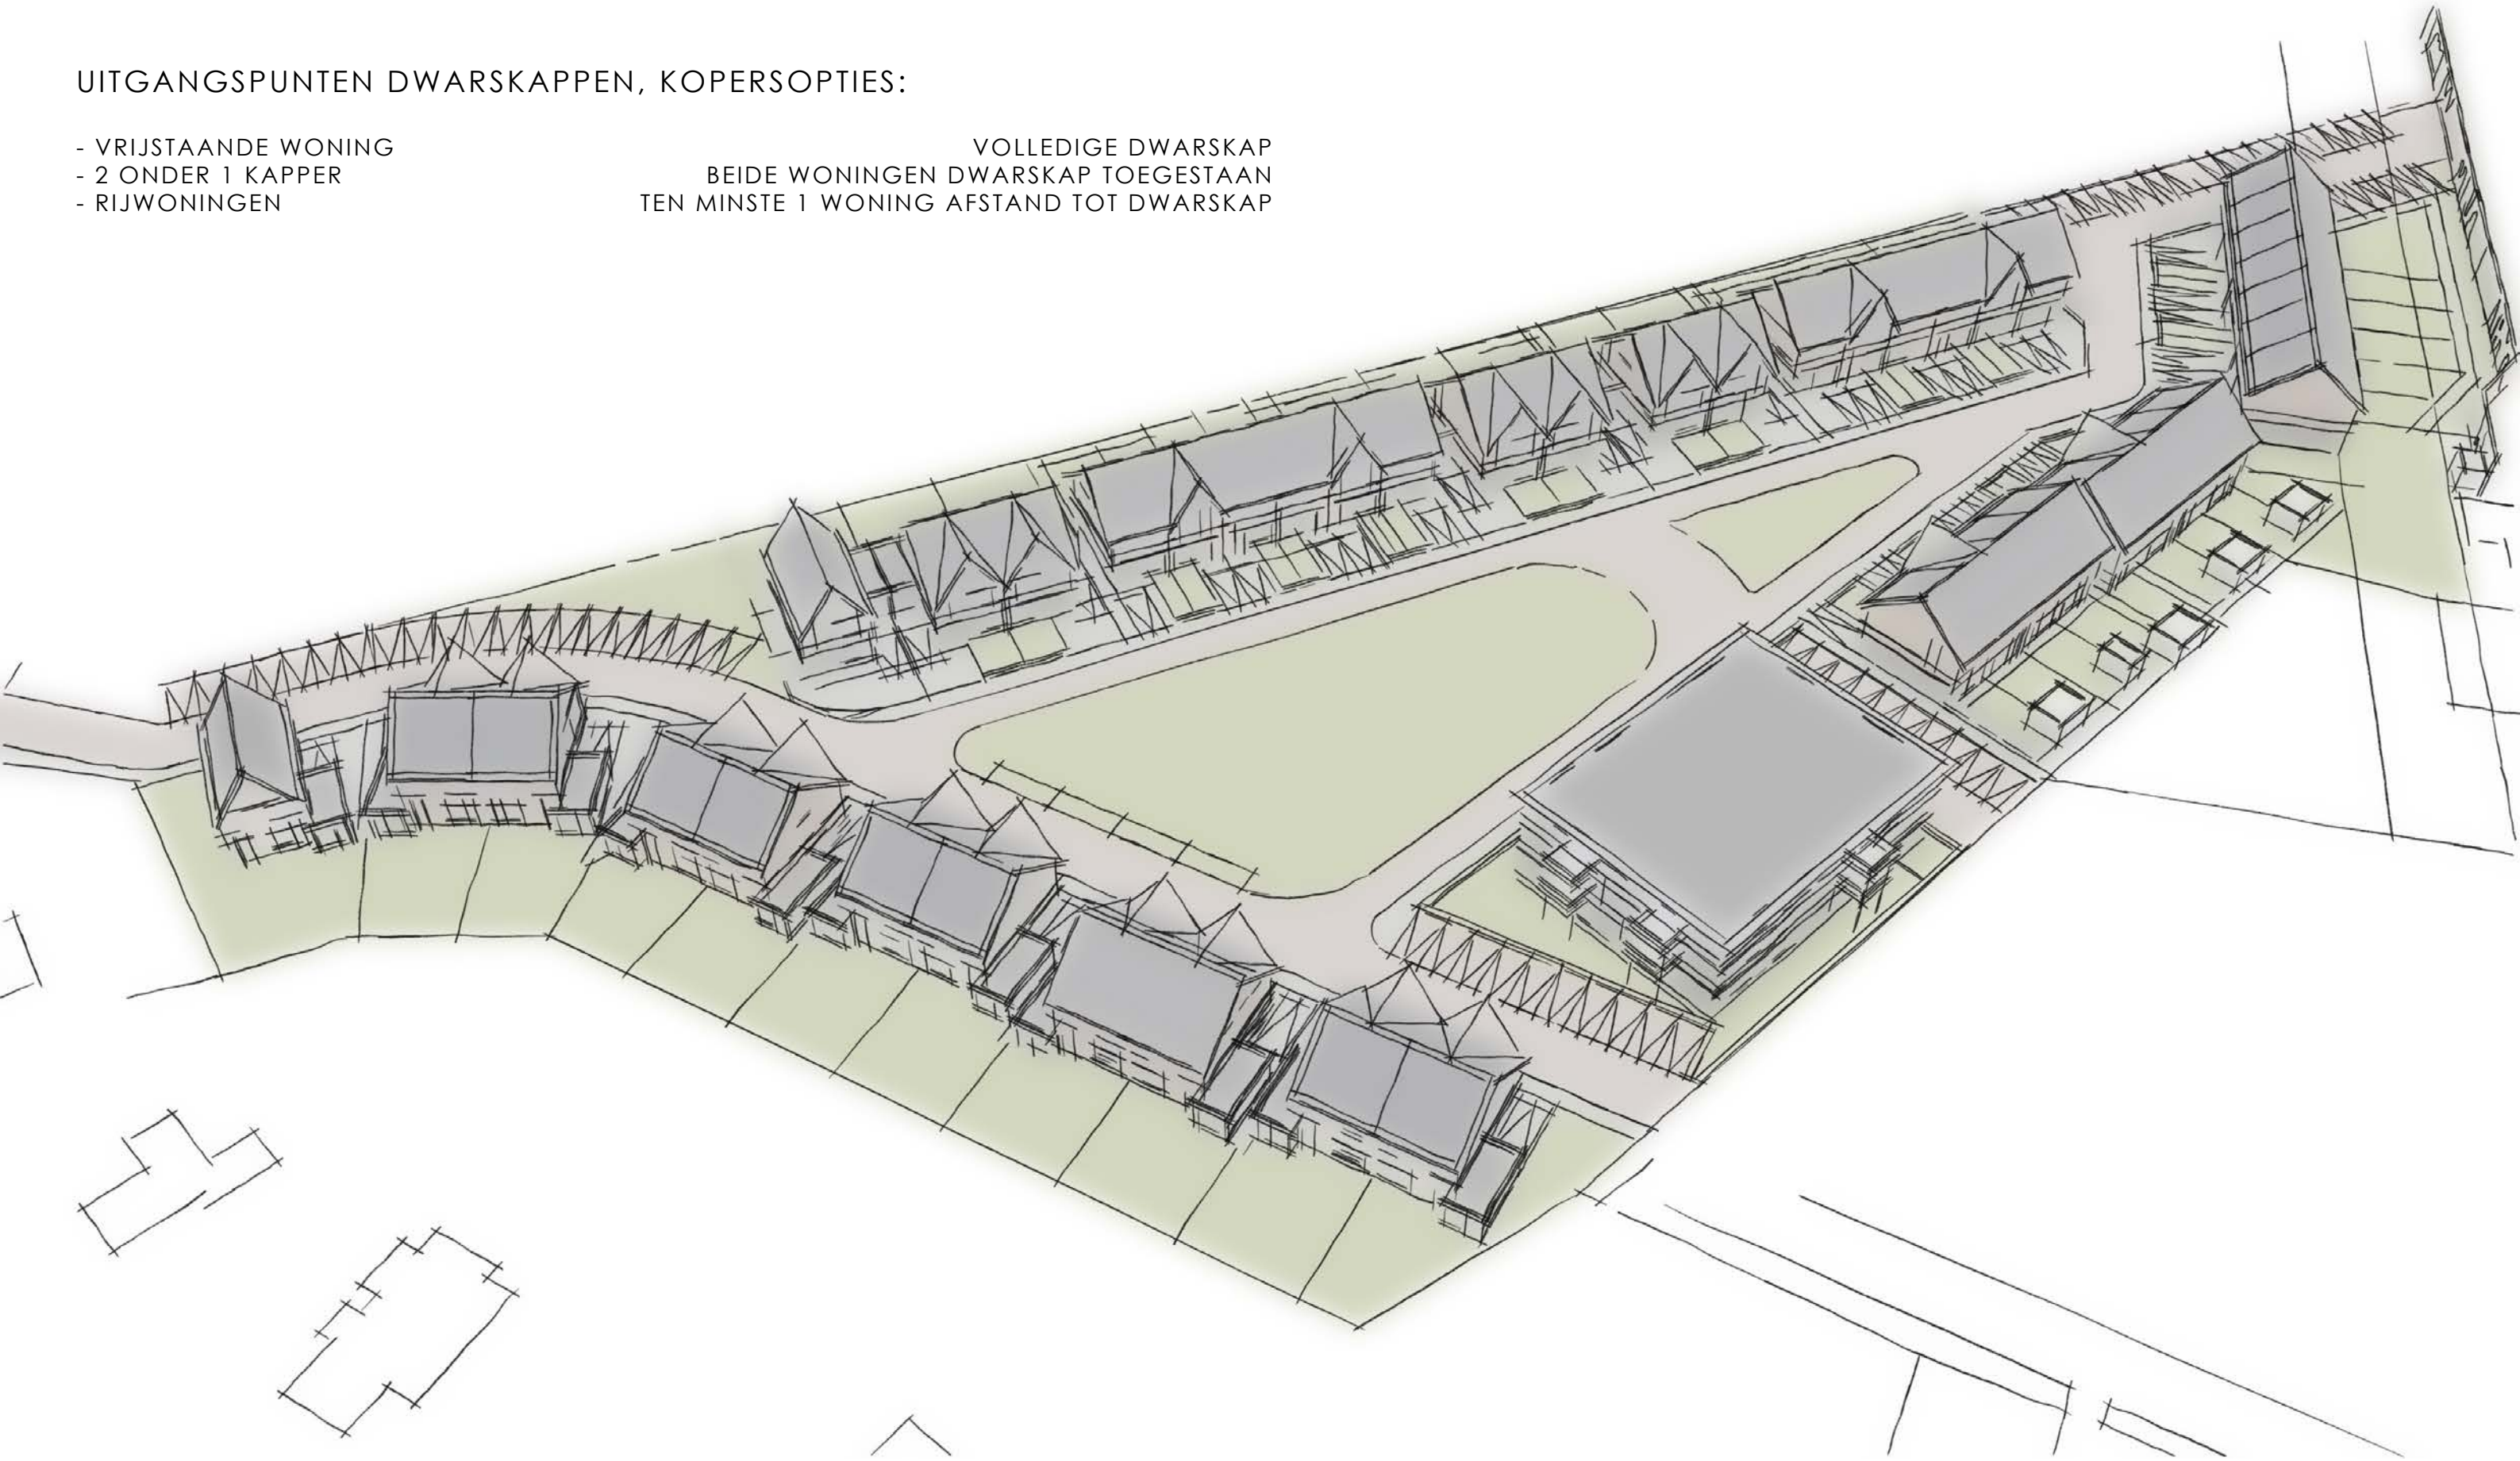 UITGANGSPUNTEN DWARSKAPPEN, KOPERSOPTIES:
- VRIJSTAANDE WONING VOLLEDIGE DWARSKAP
- 2 ONDER 1 KAPPER BEIDE WONINGEN DWARSKAP TOEGESTAAN
- RIJWONINGEN TEN MINSTE 1 WONING AFSTAND TOT DWARSKAP